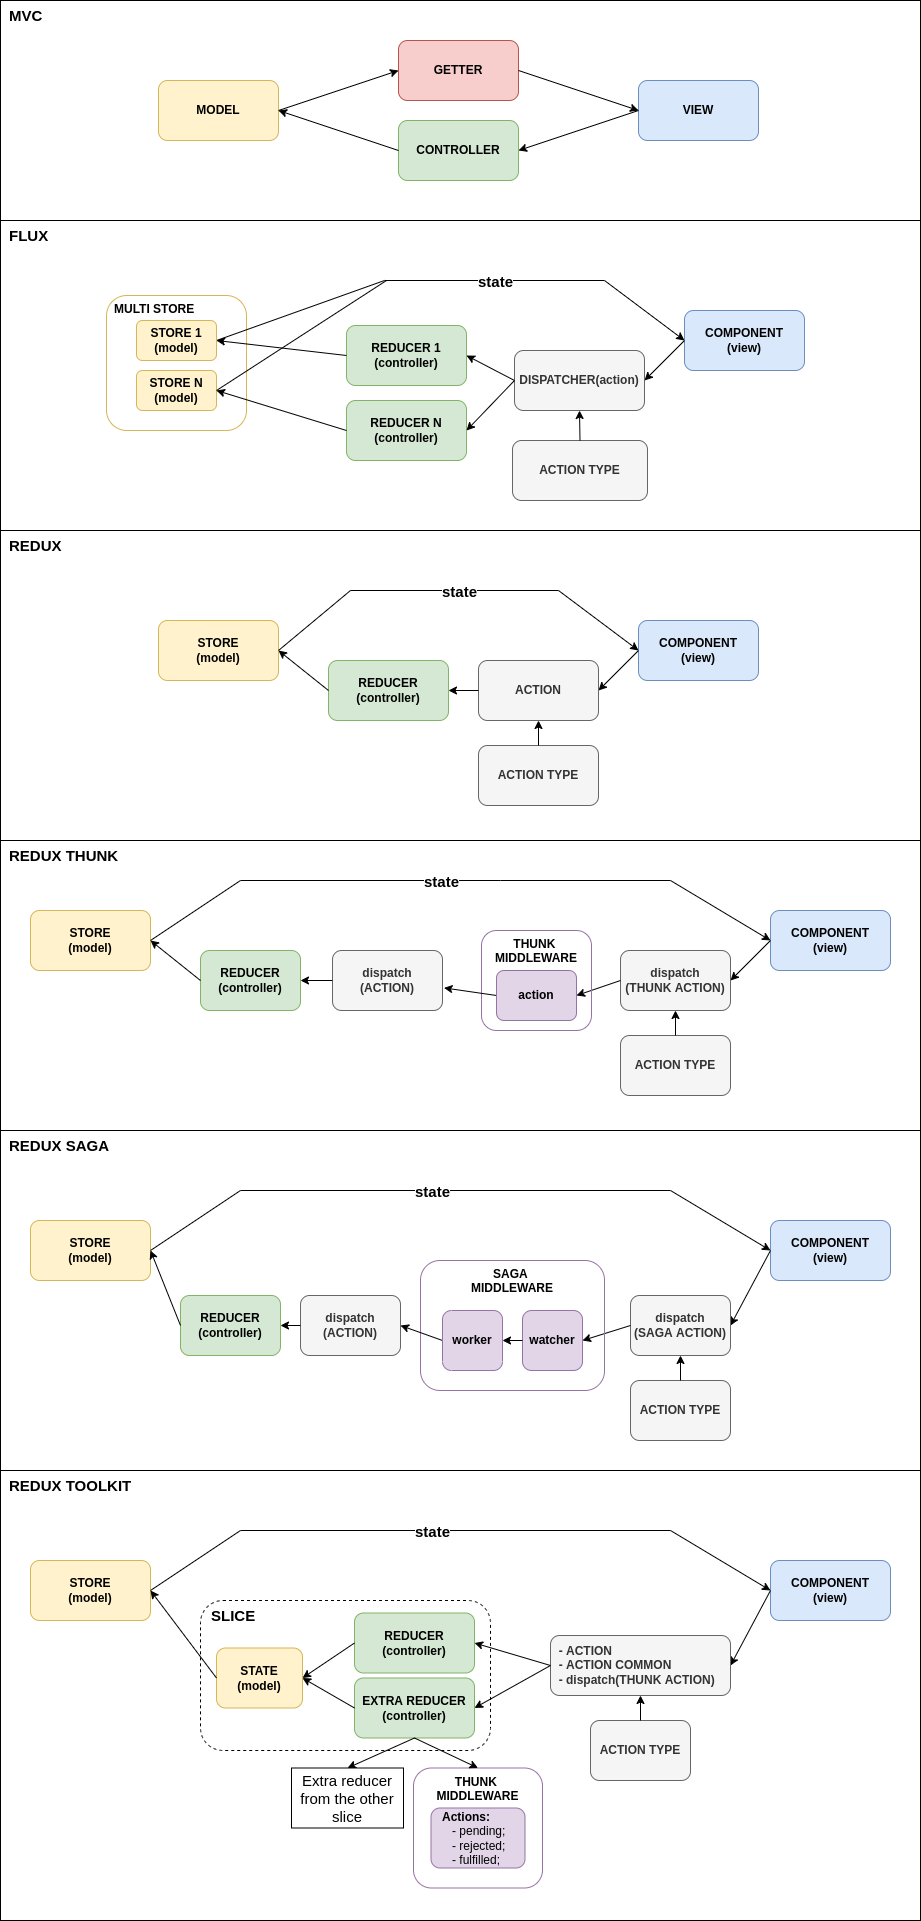 MVC
GETTER
MODEL
VIEW
CONTROLLER
FLUX
state
MULTI STORE
STORE 1
(model)
STORE N
(model)
REDUCER 1
(controller)
REDUCER N
(controller)
DISPATCHER(action)
COMPONENT
(view)
ACTION TYPE
REDUX
state
STORE
(model)
COMPONENT
(view)
REDUCER
(controller)
ACTION
ACTION TYPE
REDUX THUNK
state
STORE
(model)
COMPONENT
(view)
REDUCER
(controller)
dispatch
(ACTION)
THUNK
MIDDLEWARE
action
dispatch
(THUNK ACTION)
ACTION TYPE
REDUX SAGA
state
STORE
(model)
COMPONENT
(view)
REDUCER
(controller)
dispatch
(ACTION)
SAGA
MIDDLEWARE
worker
watcher
dispatch
(SAGA ACTION)
ACTION TYPE
REDUX TOOLKIT
state
STORE
(model)
COMPONENT
(view)
SLICE
REDUCER
(controller)
STATE
(model)
EXTRA REDUCER
(controller)
- ACTION
- ACTION COMMON
- dispatch(THUNK ACTION)
ACTION TYPE
Extra reducer
from the other
slice
THUNK
MIDDLEWARE
Actions:
- pending;
- rejected;
- fulfilled;